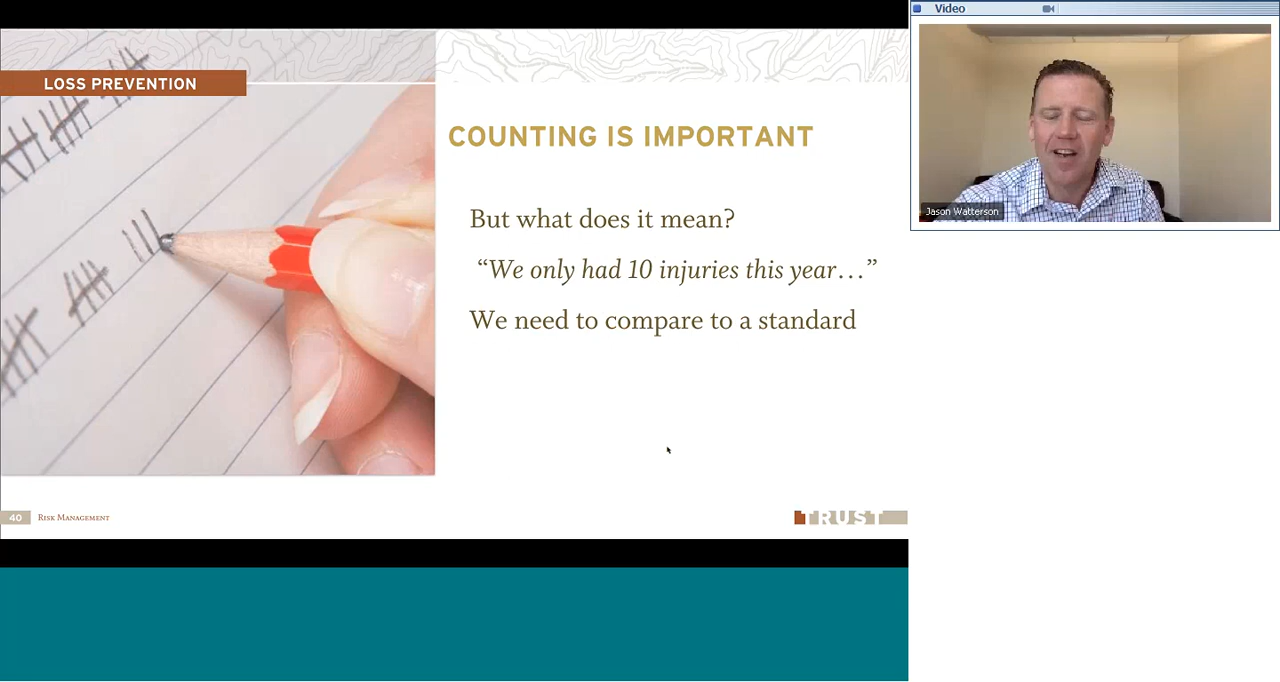 LOSS PREVENTION
COUNTING IS IMPORTANT
But what does it mean?
“We only had 10 injuries this year…”
We need to compare to a standard
40 Risk Management
TRUST
Video
Jason Watterson